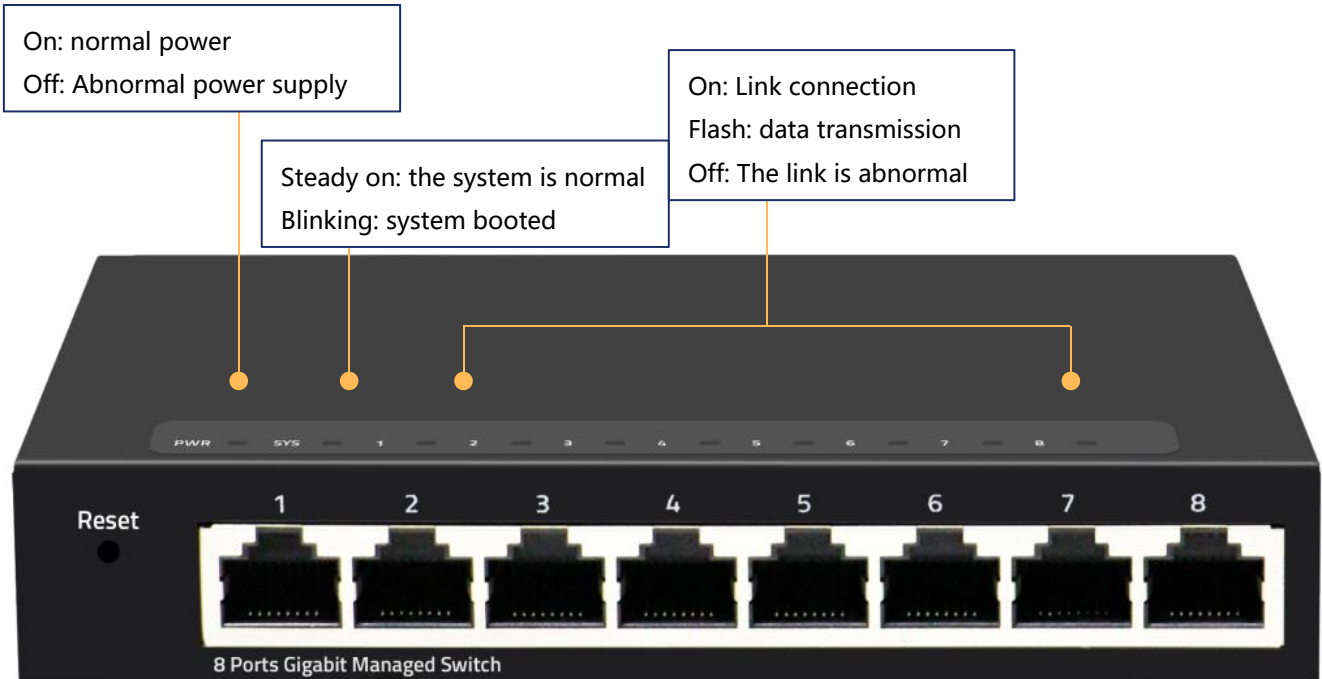 On: normal power
Off: Abnormal power supply
On: Link connection
Flash: data transmission
Off: The link is abnormal
Steady on: the system is normal
Blinking: system booted
PWR SYS 1 2 3 4 5 6 7 8
Reset 1 2 3 4 5 6 7 8
8 Ports Gigabit Managed Switch